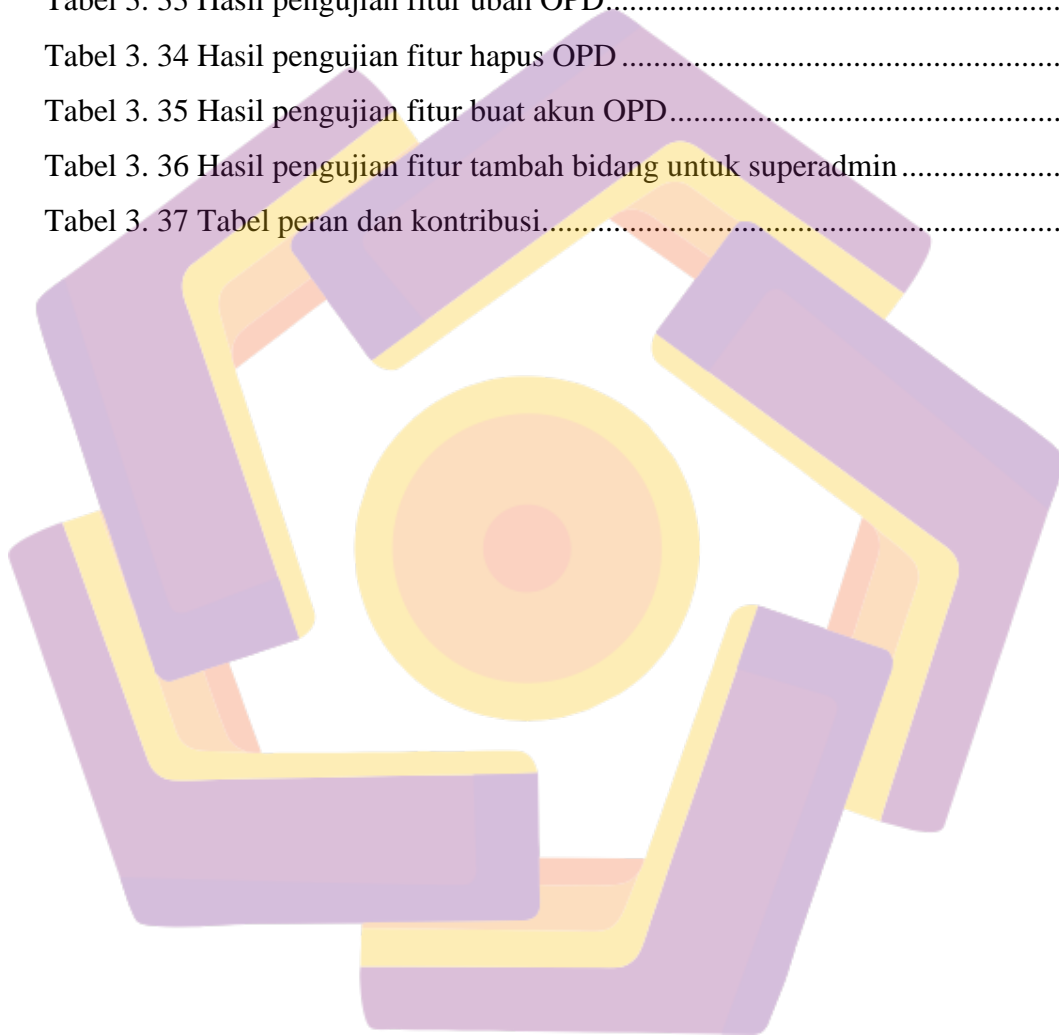 Tabel 3. 33 Hasil pengujian fitur ubah OPD....................................................
Tabel 3. 34 Hasil pengujian fitur hapus OPD....................................................
Tabel 3. 35 Hasil pengujian fitur buat akun OPD..............................................
Tabel 3. 36 Hasil pengujian fitur tambah bidang untuk superadmin....................
Tabel 3. 37 Tabel peran dan kontribusi..............................................................